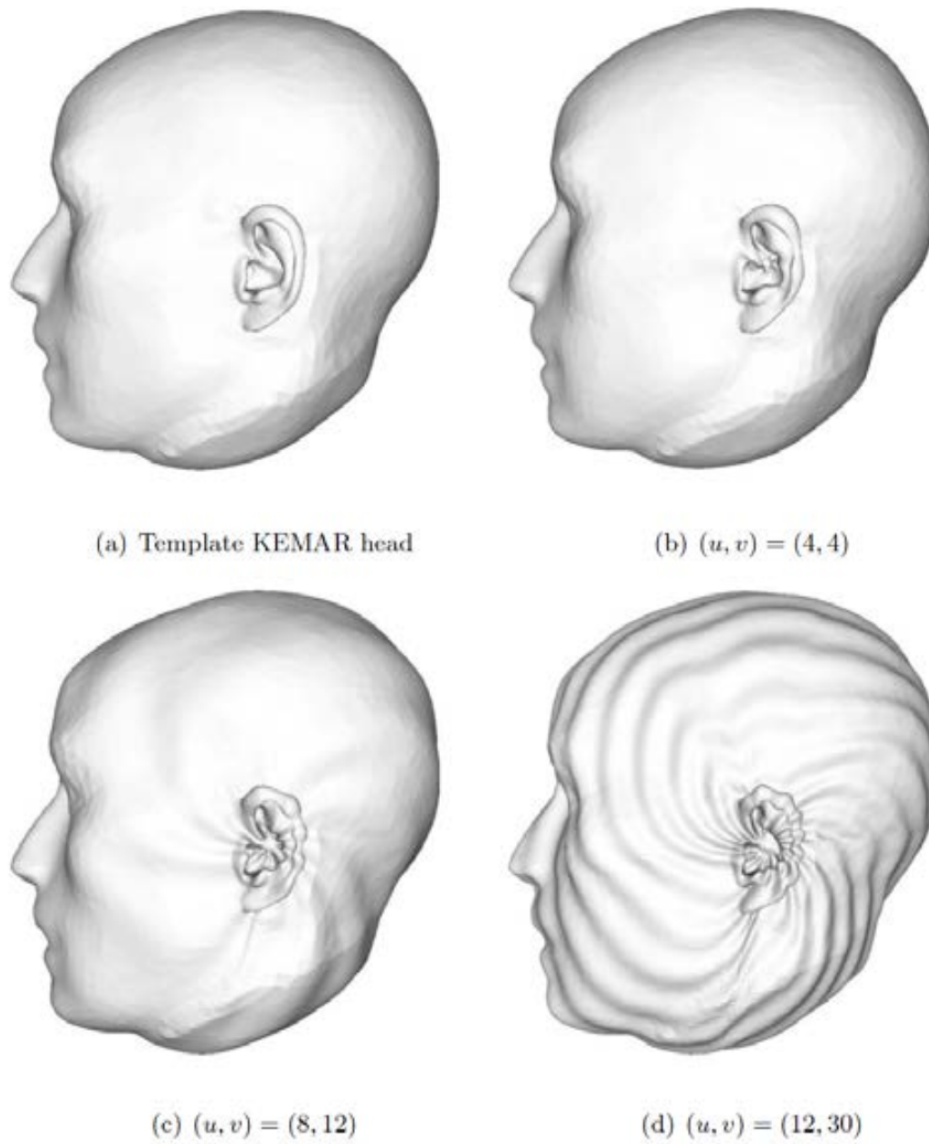 (a) Template KEMAR head
(b) (u, v) = (4, 4)
(c) (u, v) = (8, 12)
(d) (u, v) = (12, 30)